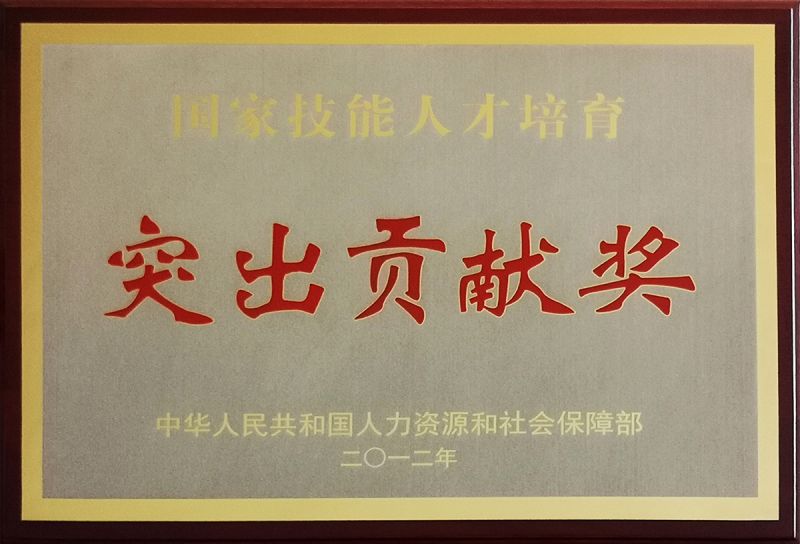 国家技能人才培育
突出贡献奖
中华人民共和国人力资源和社会保障部
二〇一二年